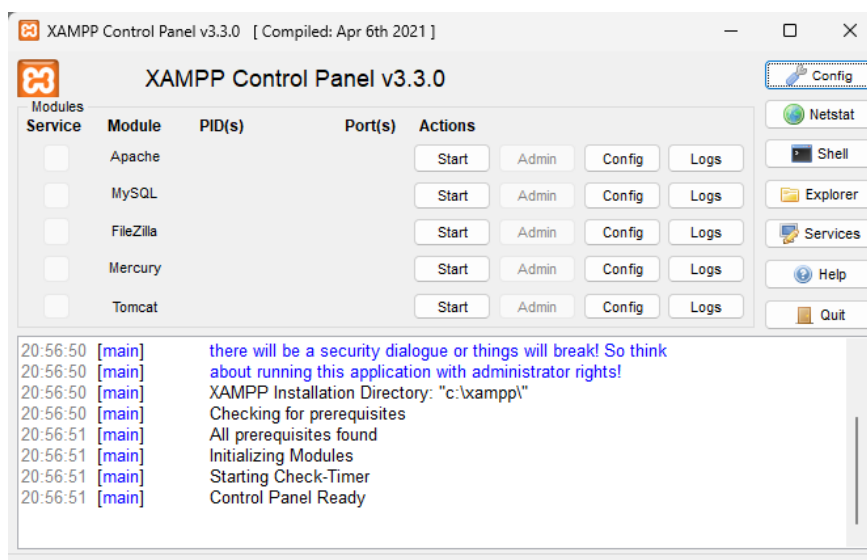 XAMPP Control Panel v3.3.0 [ Compiled: Apr 6th 2021 ]
XAMPP Control Panel v3.3.0
Config
Modules
Service Module PID(s) Port(s) Actions
Netstat
Apache Start Admin Config Logs
Shell
MySQL Start Admin Config Logs
Explorer
FileZilla Start Admin Config Logs
Services
Mercury Start Admin Config Logs
Help
Tomcat Start Admin Config Logs
Quit
20:56:50 [main] there will be a security dialogue or things will break! So think
20:56:50 [main] about running this application with administrator rights!
20:56:50 [main] XAMPP Installation Directory: "c:\xampp\"
20:56:50 [main] Checking for prerequisites
20:56:51 [main] All prerequisites found
20:56:51 [main] Initializing Modules
20:56:51 [main] Starting Check-Timer
20:56:51 [main] Control Panel Ready